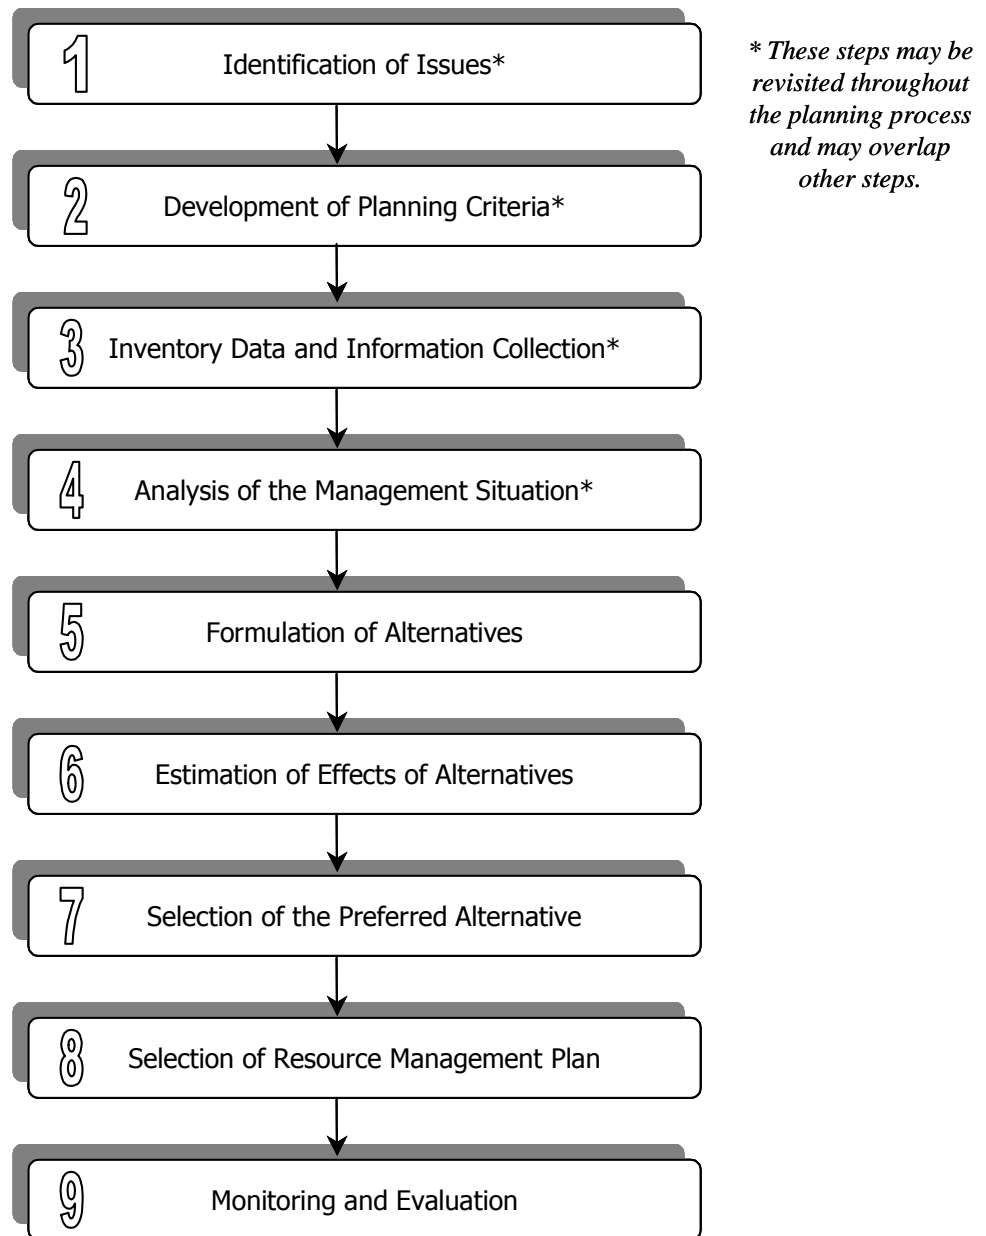 1 Identification of Issues*
* These steps may be
revisited throughout
the planning process
and may overlap
other steps.
2 Development of Planning Criteria*
3 Inventory Data and Information Collection*
4 Analysis of the Management Situation*
5 Formulation of Alternatives
6 Estimation of Effects of Alternatives
7 Selection of the Preferred Alternative
8 Selection of Resource Management Plan
9 Monitoring and Evaluation